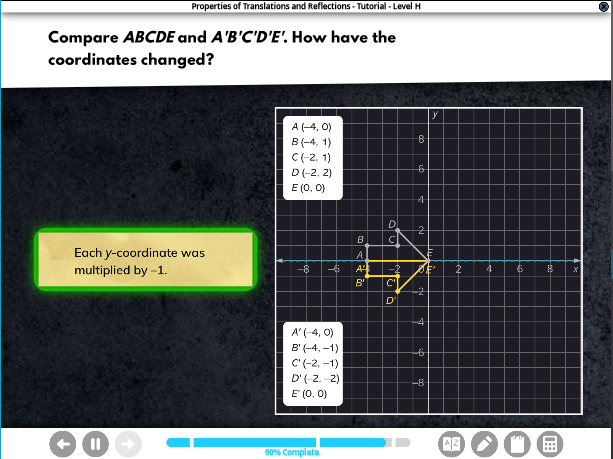 Properties of Translations and Reflections - Tutorial - Level H
Compare ABCDE and A'B'C'D'E'. How have the
coordinates changed?
A (–4, 0)
B (–4, 1)
C (–2, 1)
D (–2, 2)
E (0, 0)
Each y-coordinate was
multiplied by –1.
y
8
6
4
2
D
B
C
A
E
–8
–6
A'
–2
0
E'
2
4
6
8
x
B'
C'
–2
D'
–4
–6
–8
A' (–4, 0)
B' (–4, –1)
C' (–2, –1)
D' (–2, –2)
E' (0, 0)
A Z
90% Complete